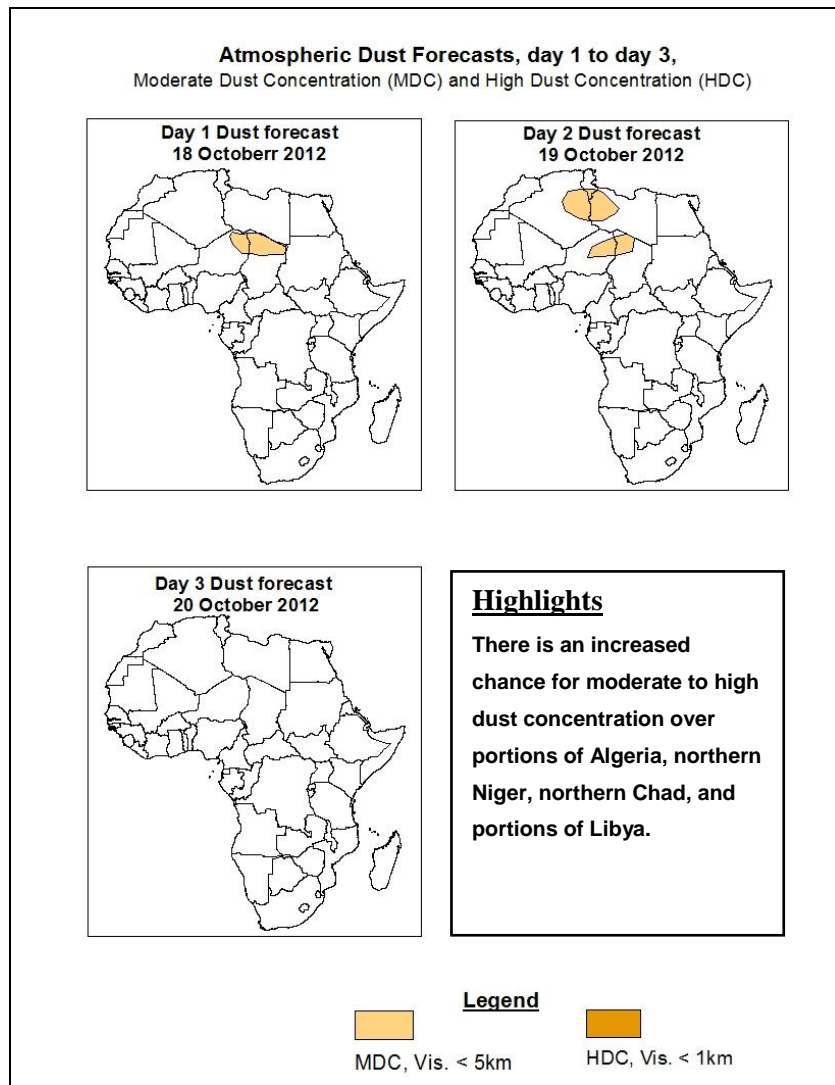 Atmospheric Dust Forecasts, day 1 to day 3,
Moderate Dust Concentration (MDC) and High Dust Concentration (HDC)
Day 1 Dust forecast
18 Octoberr 2012
Day 2 Dust forecast
19 October 2012
Day 3 Dust forecast
20 October 2012
Highlights
There is an increased
chance for moderate to high
dust concentration over
portions of Algeria, northern
Niger, northern Chad, and
portions of Libya.
Legend
MDC, Vis. < 5km
HDC, Vis. < 1km